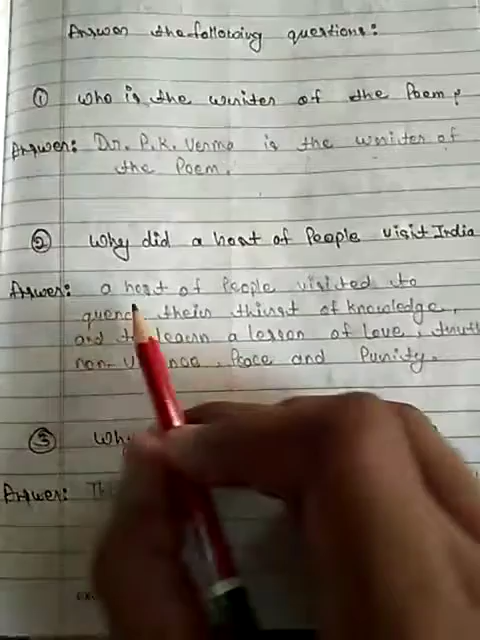 Answer the following questions:
① Who is the writer of the Poem?
Answer: Dr. P.K. Verma is the writer of
the Poem.
② Why did a host of People visit India
Answer: a host of People visited to
their thirst of knowledge,
and to learn a lesson of Love,
Peace and Purity.
③
Answer: